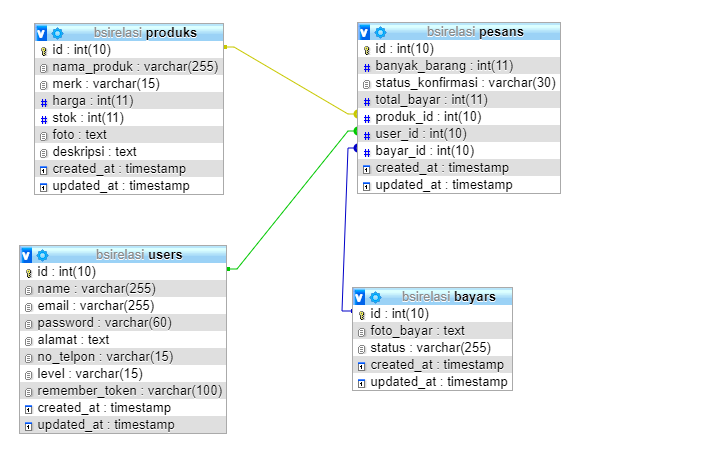 bsirelasi produks
id : int(10)
nama_produk : varchar(255)
merk : varchar(15)
harga : int(11)
stok : int(11)
foto : text
deskripsi : text
created_at : timestamp
updated_at : timestamp
bsirelasi pesans
id : int(10)
banyak_barang : int(11)
status_konfirmasi : varchar(30)
total_bayar : int(11)
produk_id : int(10)
user_id : int(10)
bayar_id : int(10)
created_at : timestamp
updated_at : timestamp
bsirelasi users
id : int(10)
name : varchar(255)
email : varchar(255)
password : varchar(60)
alamat : text
no_telpon : varchar(15)
level : varchar(15)
remember_token : varchar(100)
created_at : timestamp
updated_at : timestamp
bsirelasi bayars
id : int(10)
foto_bayar : text
status : varchar(255)
created_at : timestamp
updated_at : timestamp